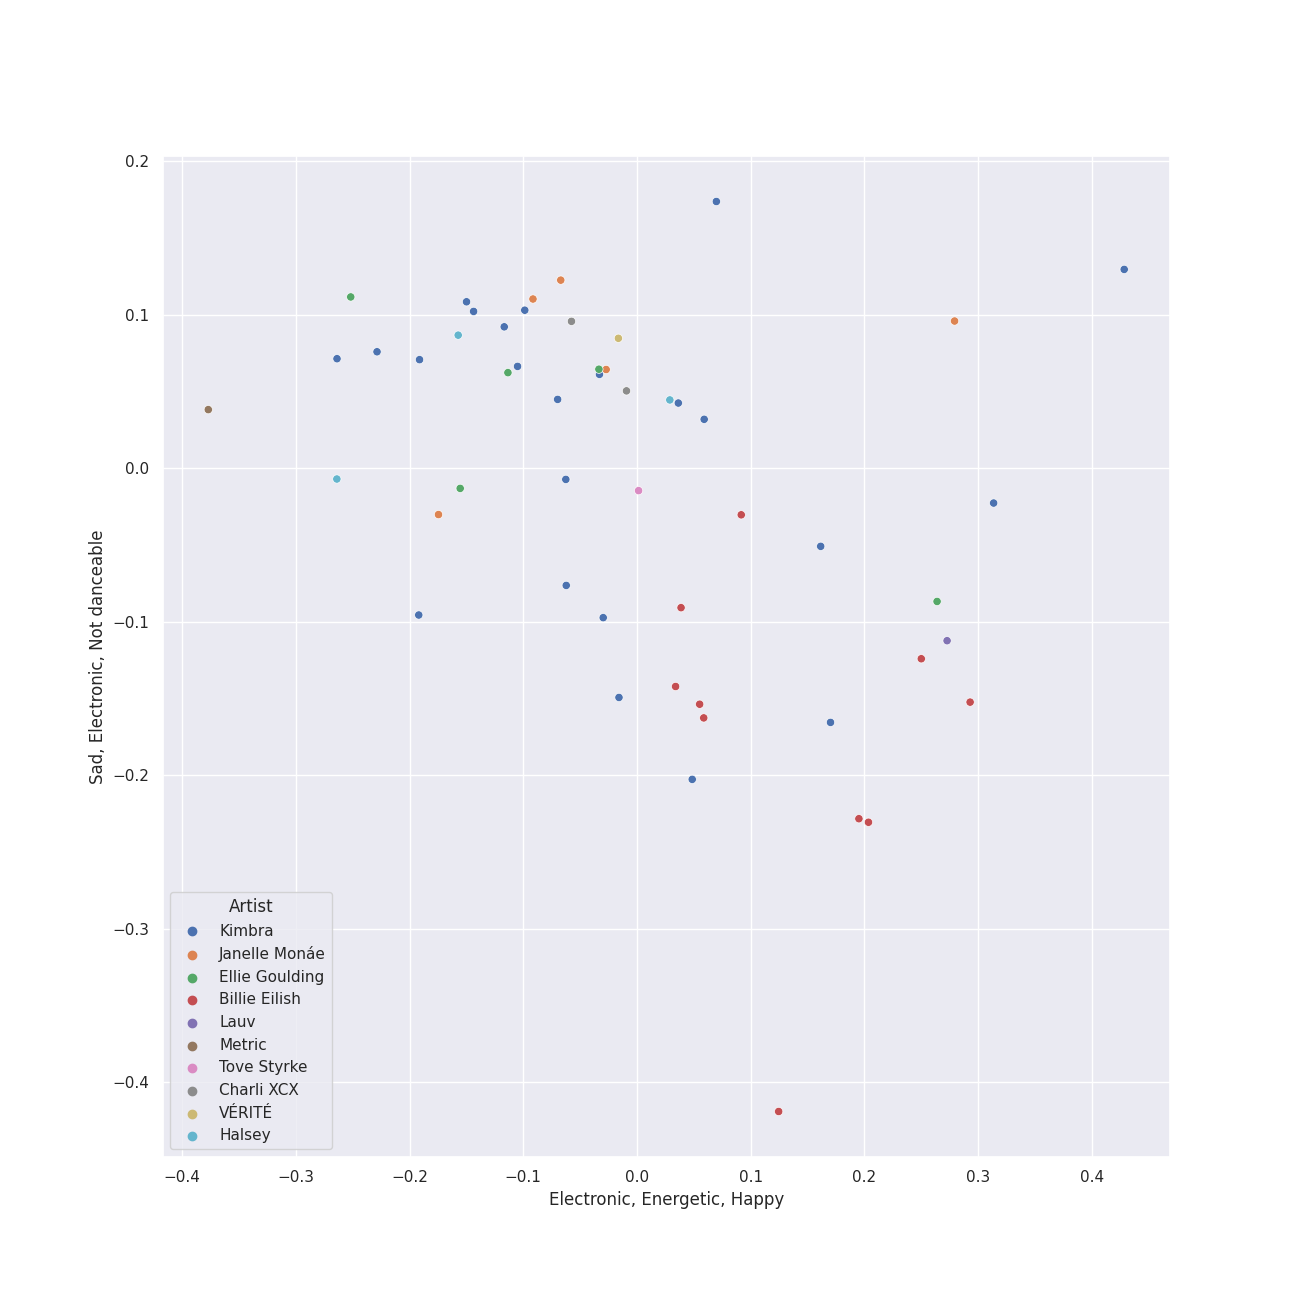 0.2
0.1
0.0
−0.1
−0.2
−0.3
−0.4
Sad, Electronic, Not danceable
Artist
Kimbra
Janelle Monáe
Ellie Goulding
Billie Eilish
Lauv
Metric
Tove Styrke
Charli XCX
VÉRITÉ
Halsey
−0.4 −0.3 −0.2 −0.1 0.0 0.1 0.2 0.3 0.4
Electronic, Energetic, Happy